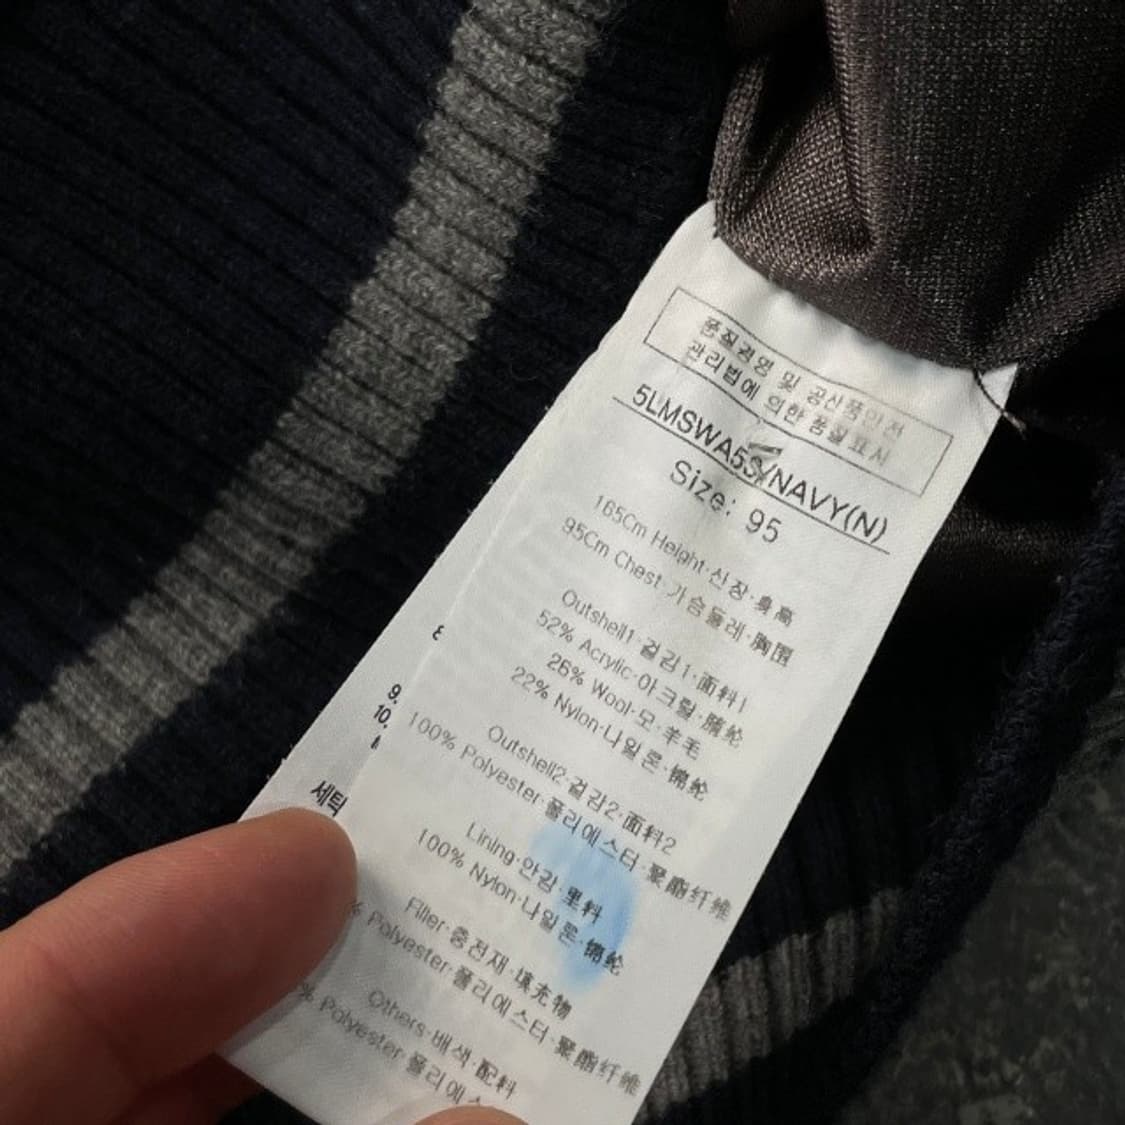 품질경영 및 공산품안전
관리법에 의한 품질표시
5LMSWA5S/NAVY(N)
Size: 95
165Cm Height·신장·身高
95Cm Chest·가슴둘레·胸围
Outshell1·겉감1·面料1
52% Acrylic·아크릴·腈纶
26% Wool·모·羊毛
22% Nylon·나일론·锦纶
Outshell2·겉감2·面料2
100% Polyester·폴리에스터·聚酯纤维
Lining·안감·里料
100% Nylon·나일론·锦纶
Filler·충전재·填充物
% Polyester·폴리에스터·聚酯纤维
Others·배색·配料
% Polyester·폴리에스
9.
10.
세탁